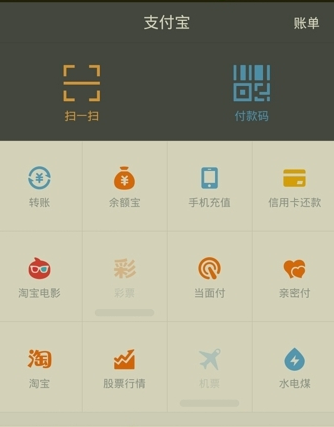 支付宝 账单
扫一扫 付款码
转账 余额宝 手机充值 信用卡还款
淘宝电影 彩票 当面付 亲密付
淘宝 股票行情 机票 水电煤